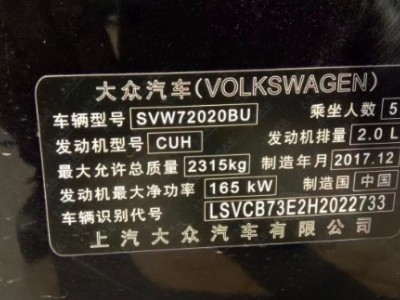 大众汽车(VOLKSWAGEN)
车辆型号 SVW72020BU 乘坐人数 5
发动机型号 CUH 发动机排量 2.0L
最大允许总质量 2315kg 制造年月 2017.12
发动机最大净功率 165 kW 制造国 中国
车辆识别代号 LSVCB73E2H2022733
上汽大众汽车有限公司